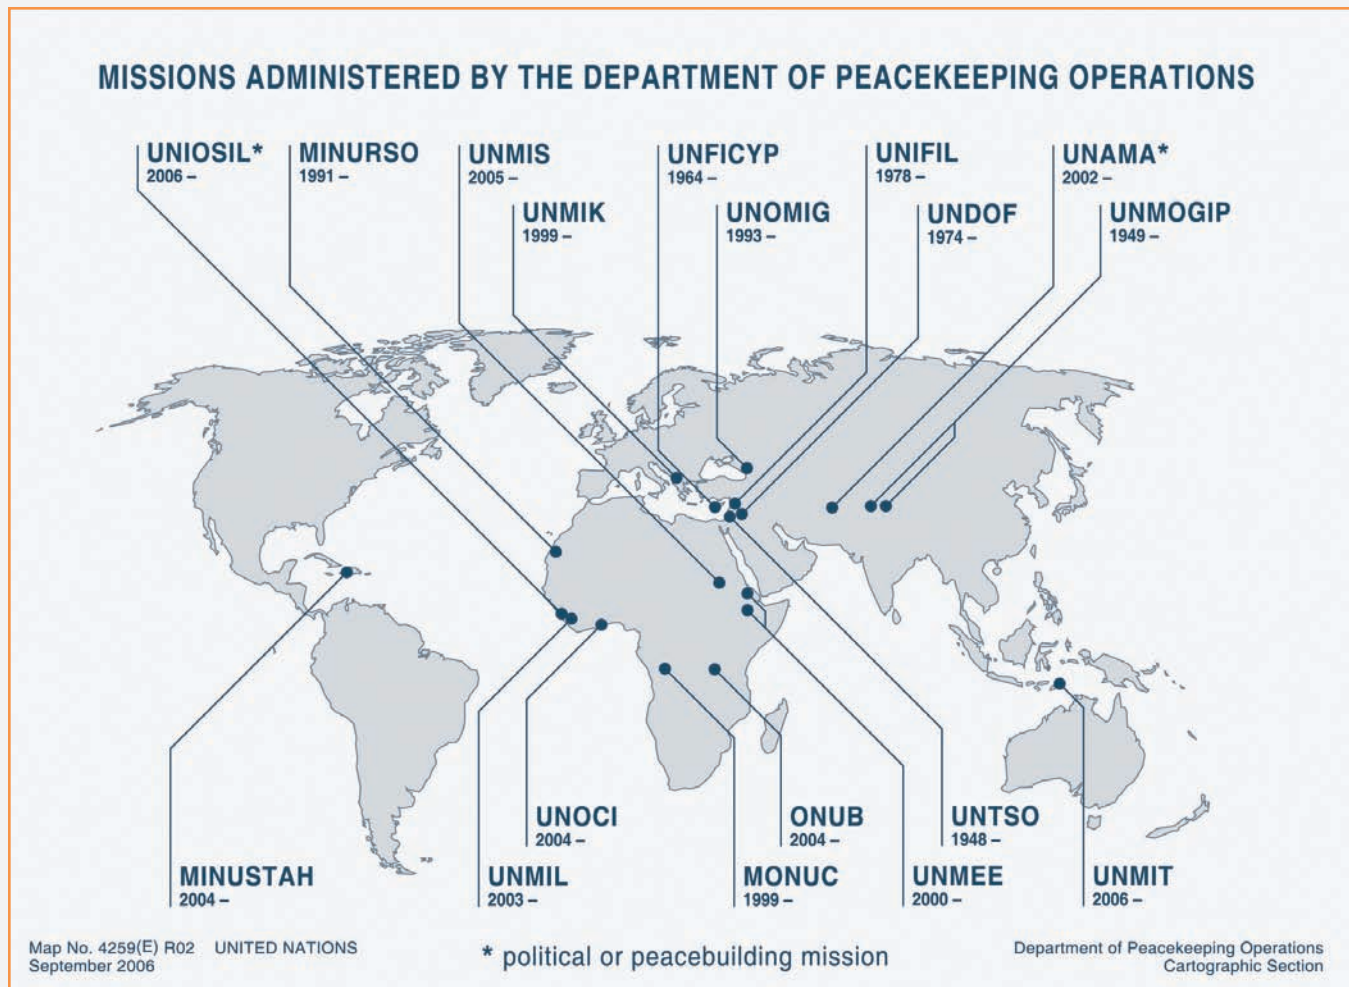 MISSIONS ADMINISTERED BY THE DEPARTMENT OF PEACEKEEPING OPERATIONS
UNIOSIL*
2006 –
MINURSO
1991 –
UNMIS
2005 –
UNFICYP
1964 –
UNIFIL
1978 –
UNAMA*
2002 –
UNMIK
1999 –
UNOMIG
1993 –
UNDOF
1974 –
UNMOGIP
1949 –
UNOCI
2004 –
ONUB
2004 –
UNTSO
1948 –
MINUSTAH
2004 –
UNMIL
2003 –
MONUC
1999 –
UNMEE
2000 –
UNMIT
2006 –
Map No. 4259(E) R02 UNITED NATIONS
September 2006
* political or peacebuilding mission
Department of Peacekeeping Operations
Cartographic Section